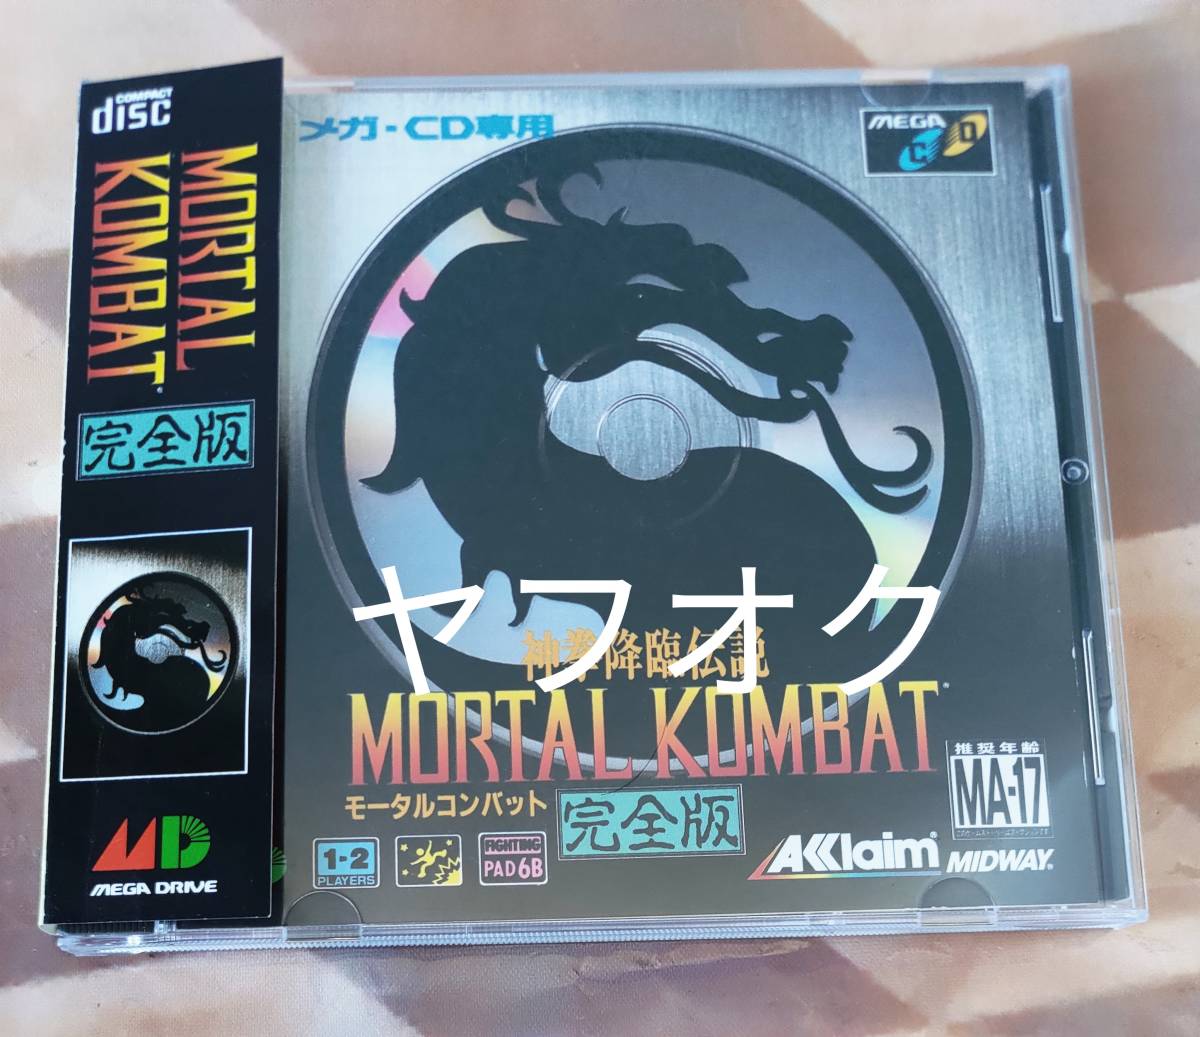 COMPACT
disc
MORTAL
KOMBAT
完全版
MEGA DRIVE
メガ-CD専用
MEGA
CD
ヤフオク
神拳降臨伝説
MORTAL KOMBAT
モータルコンバット
完全版
1-2
PLAYERS
FIGHTING
PAD 6B
AKKlaim
推奨年齢
MA-17
MIDWAY